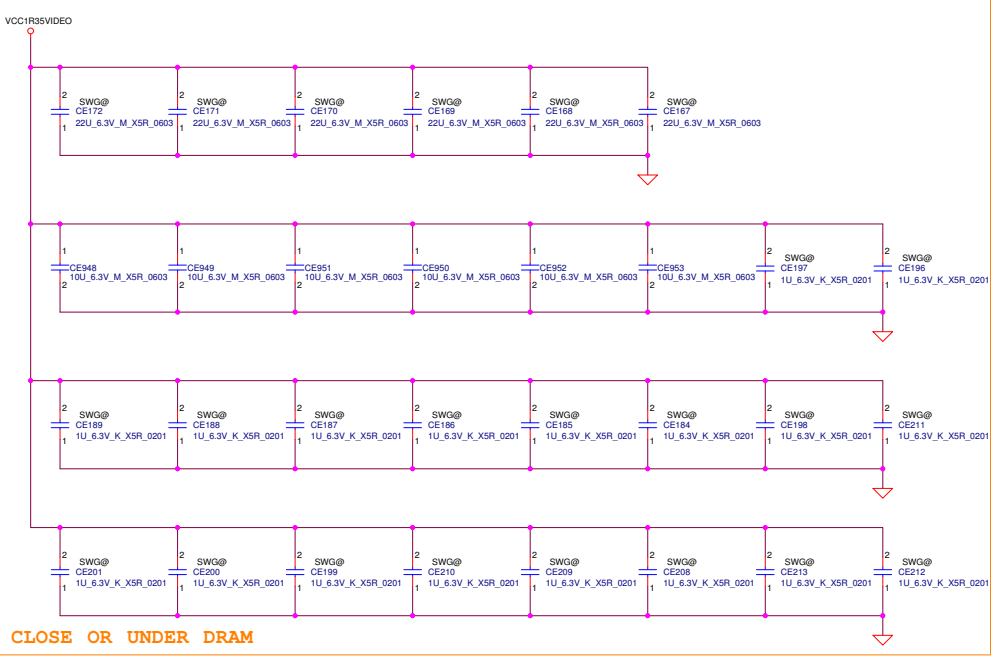 VCC1R35VIDEO
2 2 2 2 2 2
SWG@ SWG@ SWG@ SWG@ SWG@ SWG@
CE172 CE171 CE170 CE169 CE168 CE167
22U_6.3V_M_X5R_0603 22U_6.3V_M_X5R_0603 22U_6.3V_M_X5R_0603 22U_6.3V_M_X5R_0603 22U_6.3V_M_X5R_0603 22U_6.3V_M_X5R_0603
1 1 1 1 1 1
1 1 1 1 1 1 2 2
SWG@ SWG@
CE948 CE949 CE951 CE950 CE952 CE953 CE197 CE196
10U_6.3V_M_X5R_0603 10U_6.3V_M_X5R_0603 10U_6.3V_M_X5R_0603 10U_6.3V_M_X5R_0603 10U_6.3V_M_X5R_0603 10U_6.3V_M_X5R_0603 1U_6.3V_K_X5R_0201 1U_6.3V_K_X5R_0201
2 2 2 2 2 2 1 1
2 2 2 2 2 2 2 2
SWG@ SWG@ SWG@ SWG@ SWG@ SWG@ SWG@ SWG@
CE189 CE188 CE187 CE186 CE185 CE184 CE198 CE211
1U_6.3V_K_X5R_0201 1U_6.3V_K_X5R_0201 1U_6.3V_K_X5R_0201 1U_6.3V_K_X5R_0201 1U_6.3V_K_X5R_0201 1U_6.3V_K_X5R_0201 1U_6.3V_K_X5R_0201 1U_6.3V_K_X5R_0201
1 1 1 1 1 1 1 1
2 2 2 2 2 2 2 2
SWG@ SWG@ SWG@ SWG@ SWG@ SWG@ SWG@ SWG@
CE201 CE200 CE199 CE210 CE209 CE208 CE213 CE212
1U_6.3V_K_X5R_0201 1U_6.3V_K_X5R_0201 1U_6.3V_K_X5R_0201 1U_6.3V_K_X5R_0201 1U_6.3V_K_X5R_0201 1U_6.3V_K_X5R_0201 1U_6.3V_K_X5R_0201 1U_6.3V_K_X5R_0201
1 1 1 1 1 1 1 1
CLOSE OR UNDER DRAM